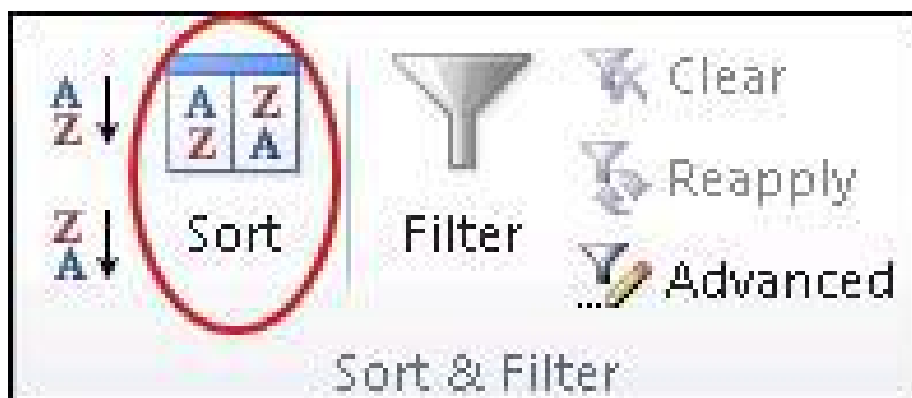 A Z
A Z
Z A
Z A
Sort
Filter
Clear
Reapply
Advanced
Sort & Filter